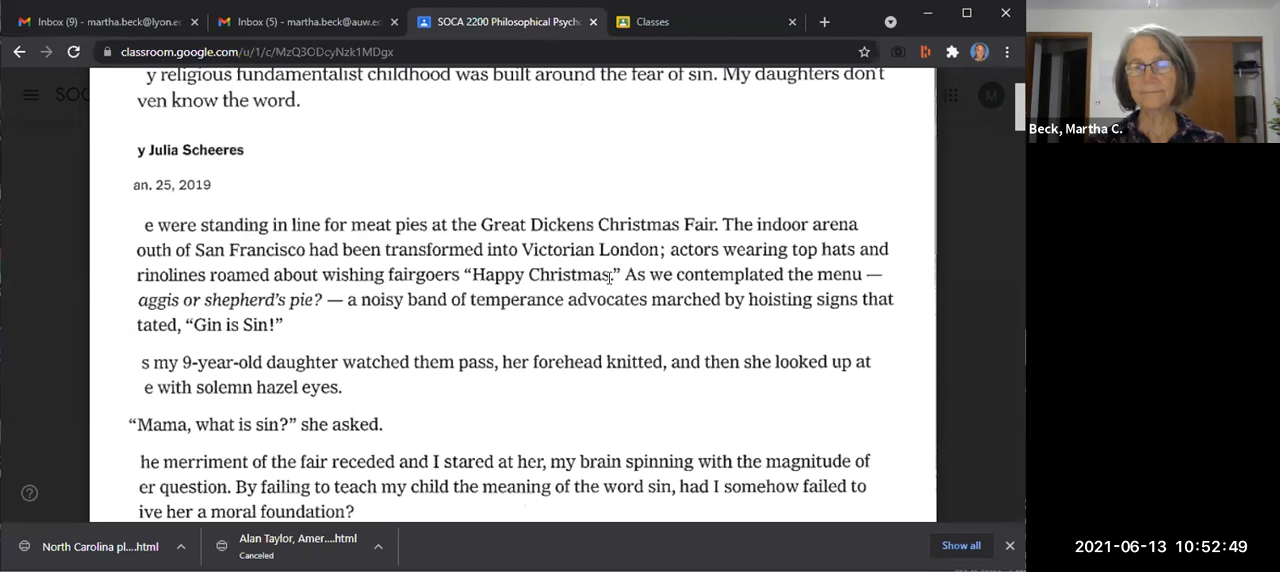 Inbox (9) - martha.beck@lyon.e
Inbox (5) - martha.beck@auw.ec
SOCA 2200 Philosophical Psych
Classes
classroom.google.com/u/1/c/MzQ3ODcyNzk1MDgx
SOC
M
y religious fundamentalist childhood was built around the fear of sin. My daughters don't
ven know the word.
y Julia Scheeres
an. 25, 2019
e were standing in line for meat pies at the Great Dickens Christmas Fair. The indoor arena
outh of San Francisco had been transformed into Victorian London; actors wearing top hats and
rinolines roamed about wishing fairgoers “Happy Christmas.” As we contemplated the menu —
aggis or shepherd's pie? — a noisy band of temperance advocates marched by hoisting signs that
tated, “Gin is Sin!”
s my 9-year-old daughter watched them pass, her forehead knitted, and then she looked up at
e with solemn hazel eyes.
“Mama, what is sin?” she asked.
he merriment of the fair receded and I stared at her, my brain spinning with the magnitude of
er question. By failing to teach my child the meaning of the word sin, had I somehow failed to
ive her a moral foundation?
North Carolina pl....html
Alan Taylor, Amer....html
Canceled
Show all
Beck, Martha C.
2021-06-13 10:52:49